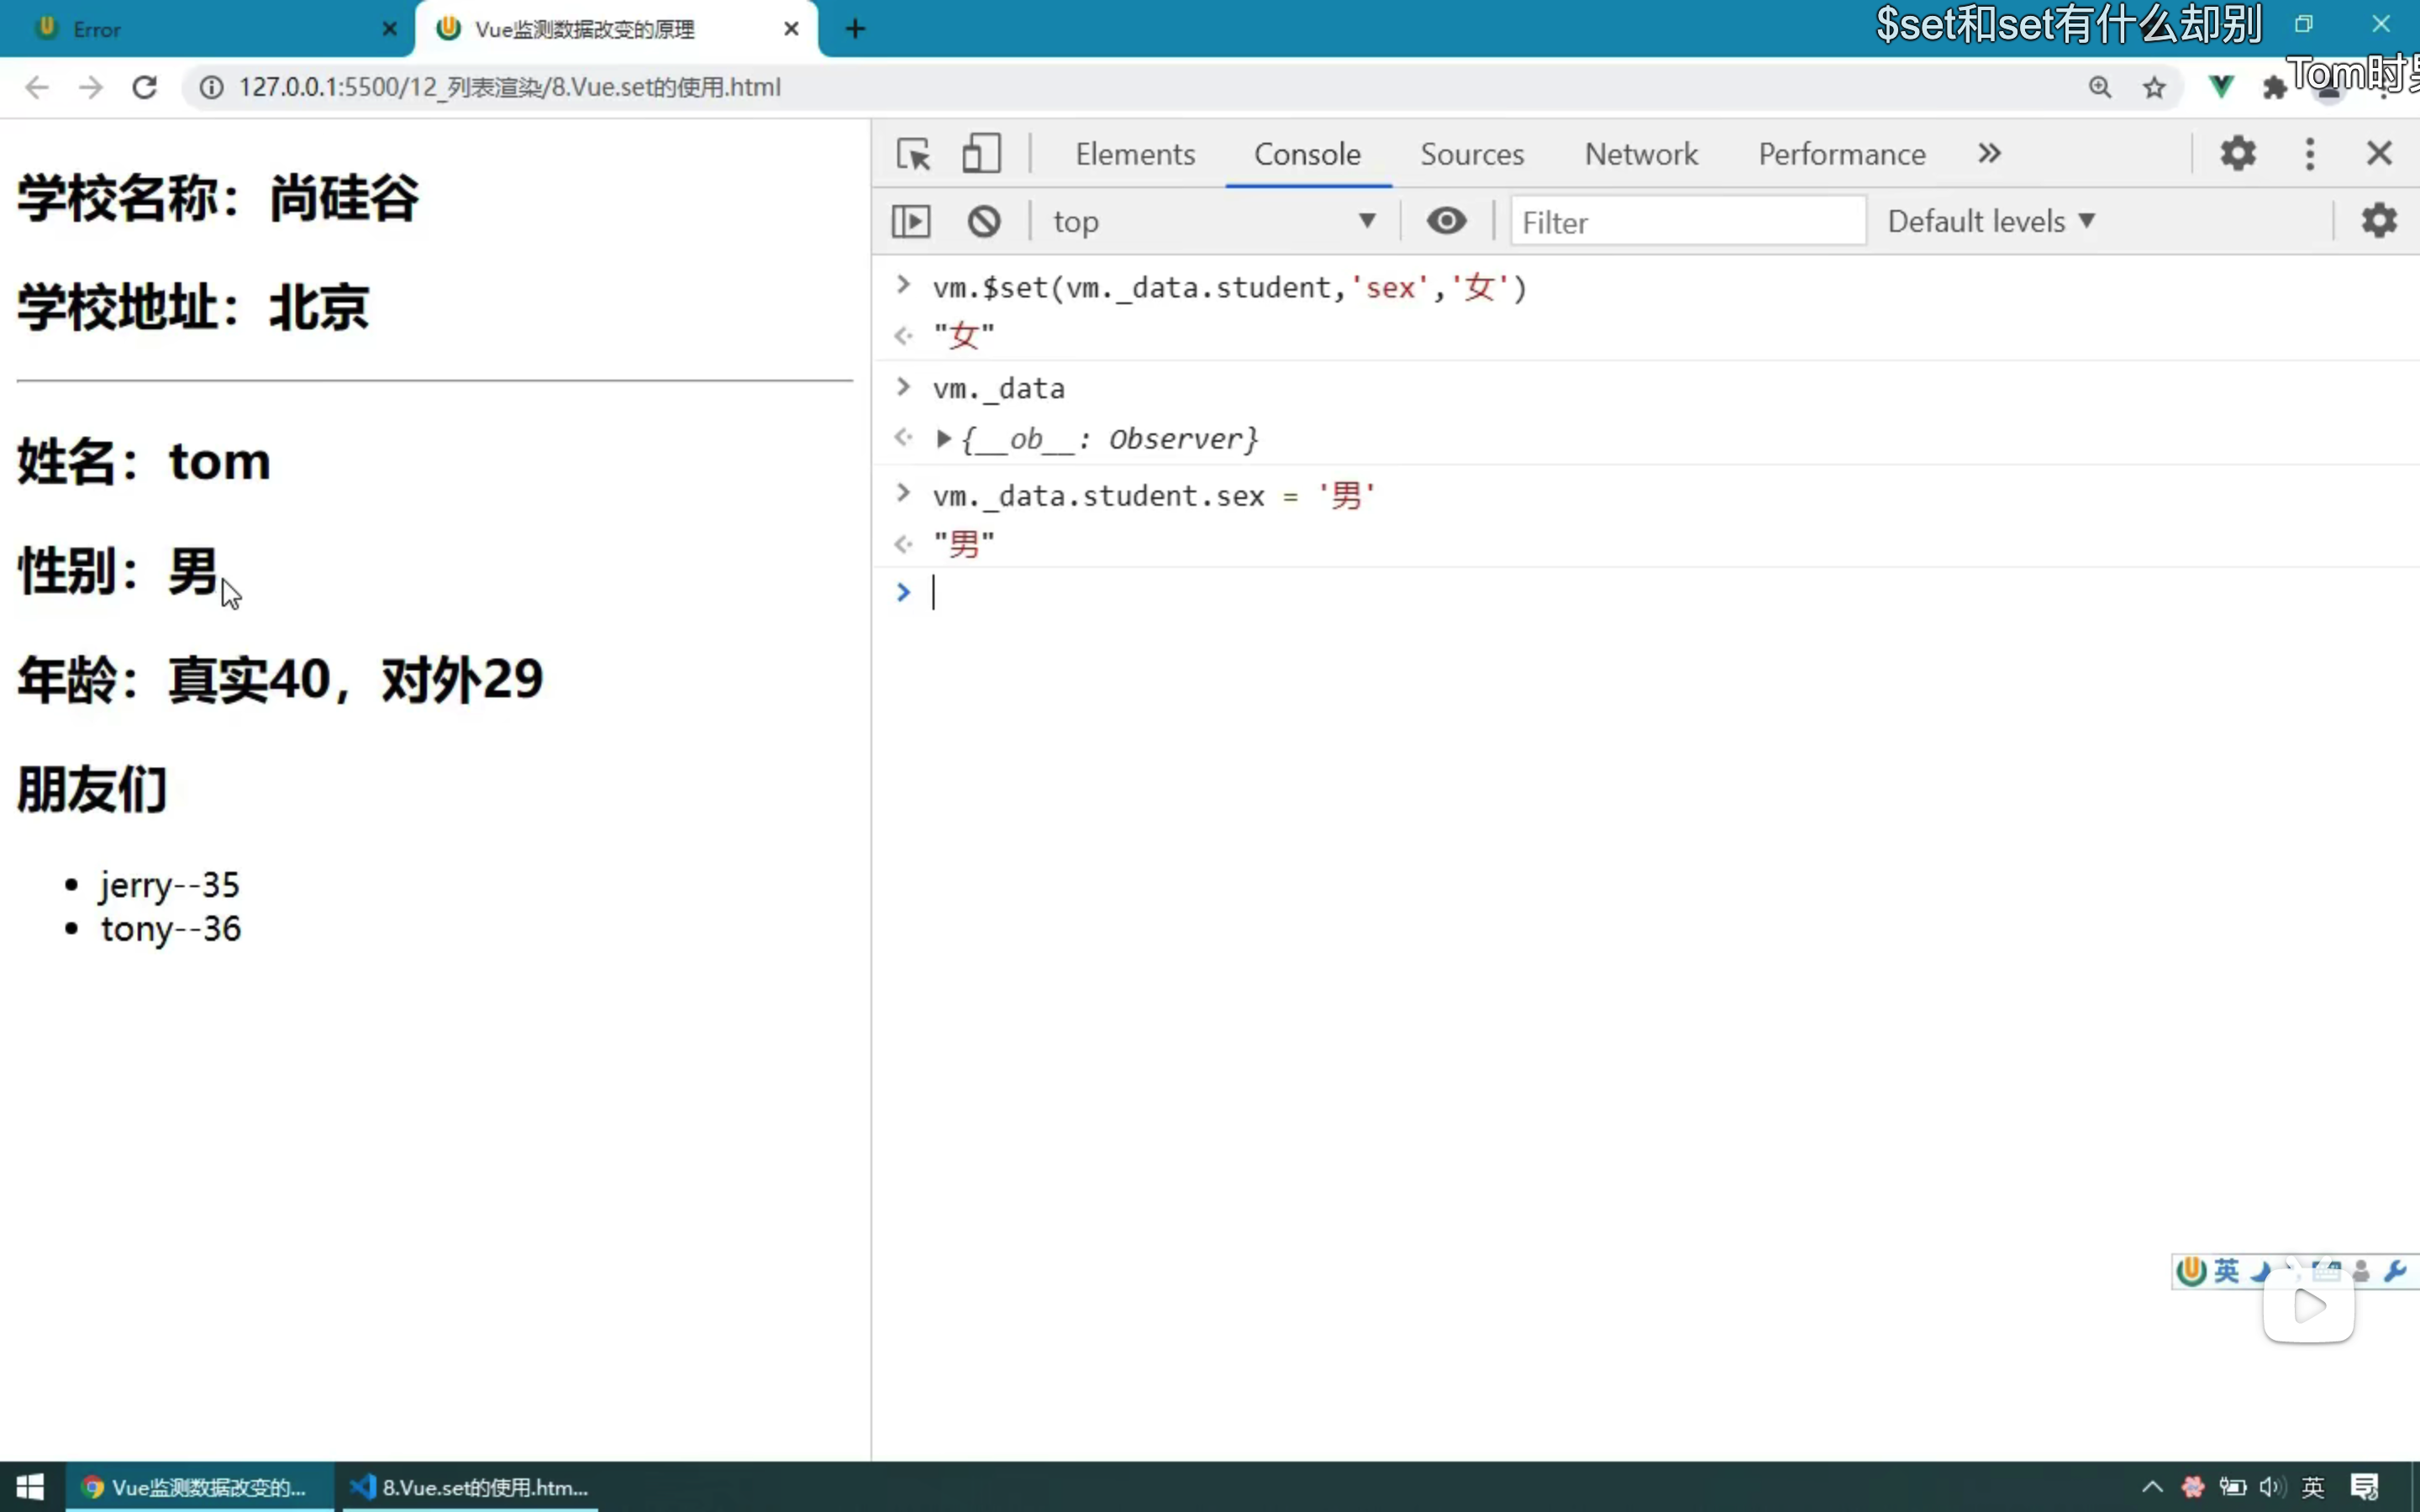 Error
Vue监测数据改变的原理
$set和set有什么却别
127.0.0.1:5500/12_列表渲染/8.Vue.set的使用.html
Tom时
学校名称：尚硅谷
学校地址：北京
姓名：tom
性别：男
年龄：真实40，对外29
朋友们
jerry--35
tony--36
Elements Console Sources Network Performance
top Filter Default levels
vm.$set(vm._data.student,'sex','女')
"女"
vm._data
{__ob__: Observer}
vm._data.student.sex = '男'
"男"
英
Vue监测数据改变的...
8.Vue.set的使用.htm...
英